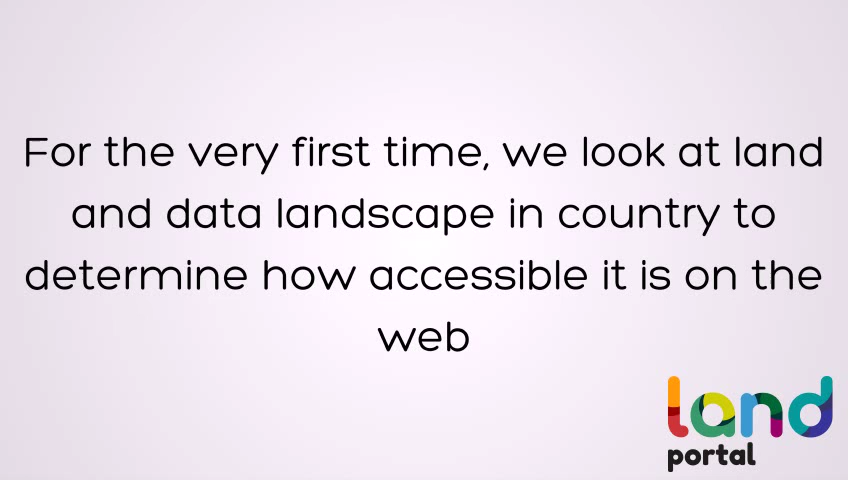 For the very first time, we look at land
and data landscape in country to
determine how accessible it is on the
web
land
portal